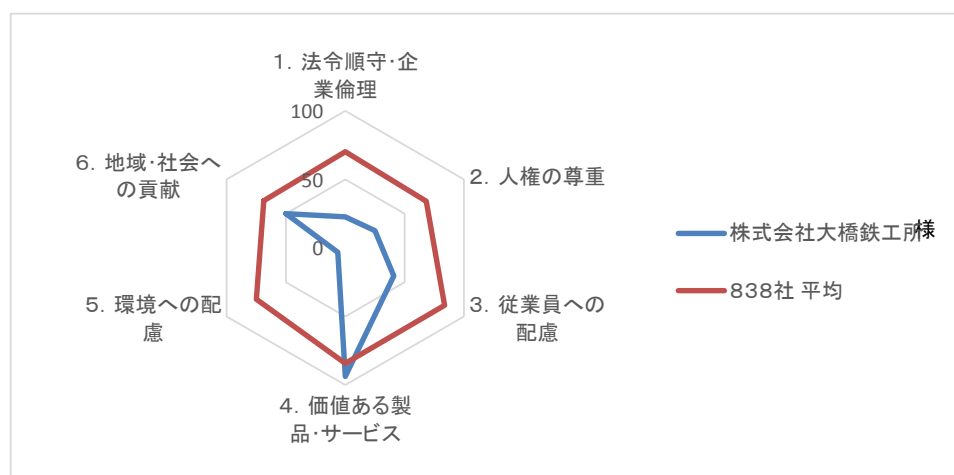 1．法令順守・企
業倫理
100
50
0
2．人権の尊重
3．従業員への
配慮
4．価値ある製
品・サービス
5．環境への配
慮
6．地域・社会へ
の貢献
株式会社大橋鉄工所様
838社 平均